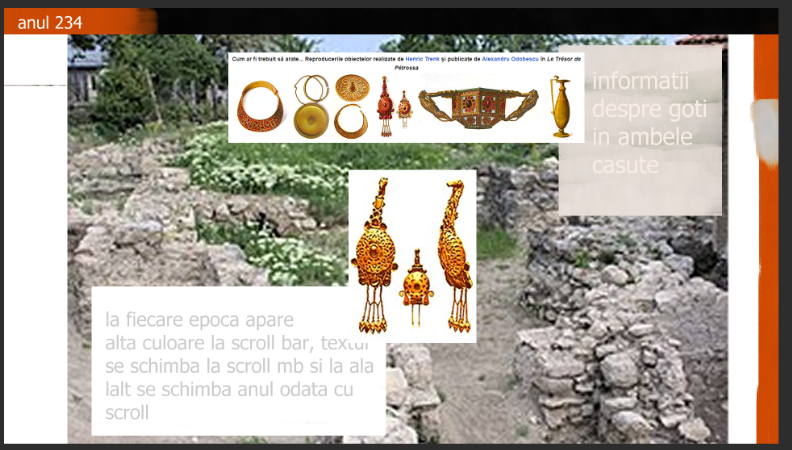 anul 234
Cum ar fi trebuit să arate... Reproducerile obiectelor realizate de Henric Trenk și publicate de Alexandru Odobescu în Le Trésor de
Pétrossa
informatii
despre goti
in ambele
casute
la fiecare epoca apare
alta culoare la scroll bar, textul
se schimba la scroll mb si la ala
lalt se schimba anul odata cu
scroll